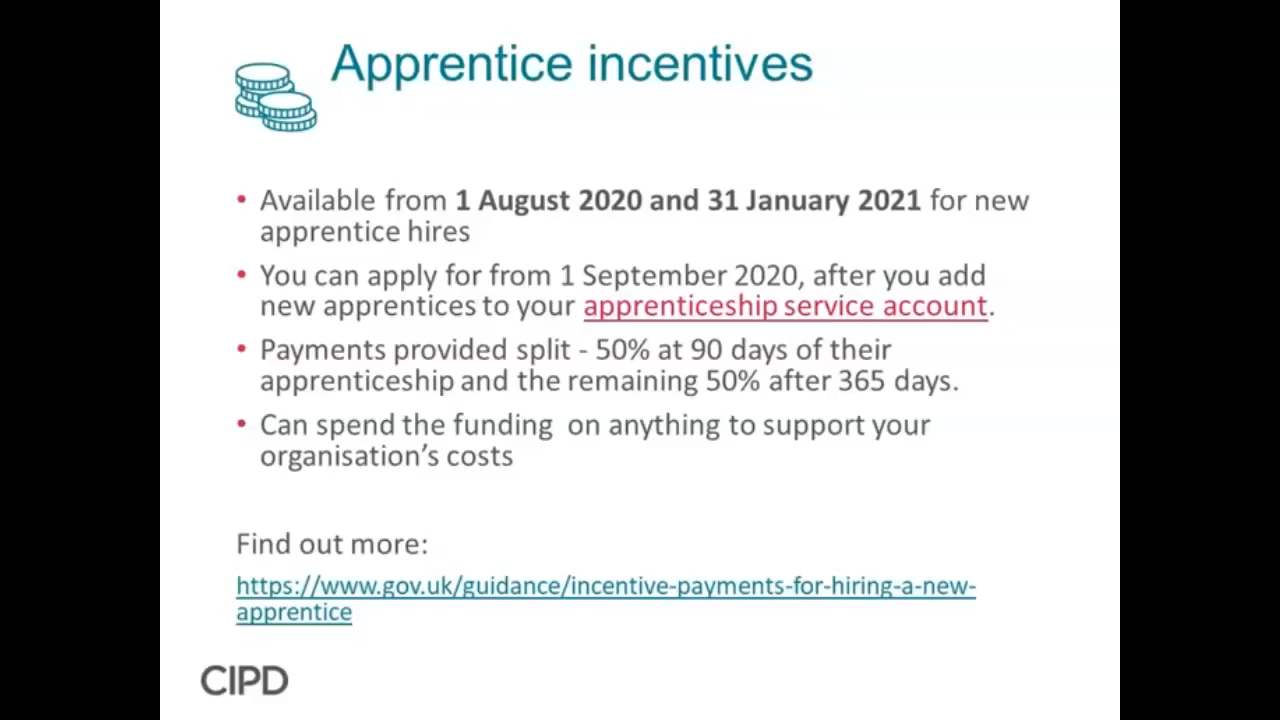 Apprentice incentives
• Available from 1 August 2020 and 31 January 2021 for new
apprentice hires
• You can apply for from 1 September 2020, after you add
new apprentices to your apprenticeship service account.
• Payments provided split - 50% at 90 days of their
apprenticeship and the remaining 50% after 365 days.
• Can spend the funding  on anything to support your
organisation’s costs
Find out more:
https://www.gov.uk/guidance/incentive-payments-for-hiring-a-new-
apprentice
CIPD